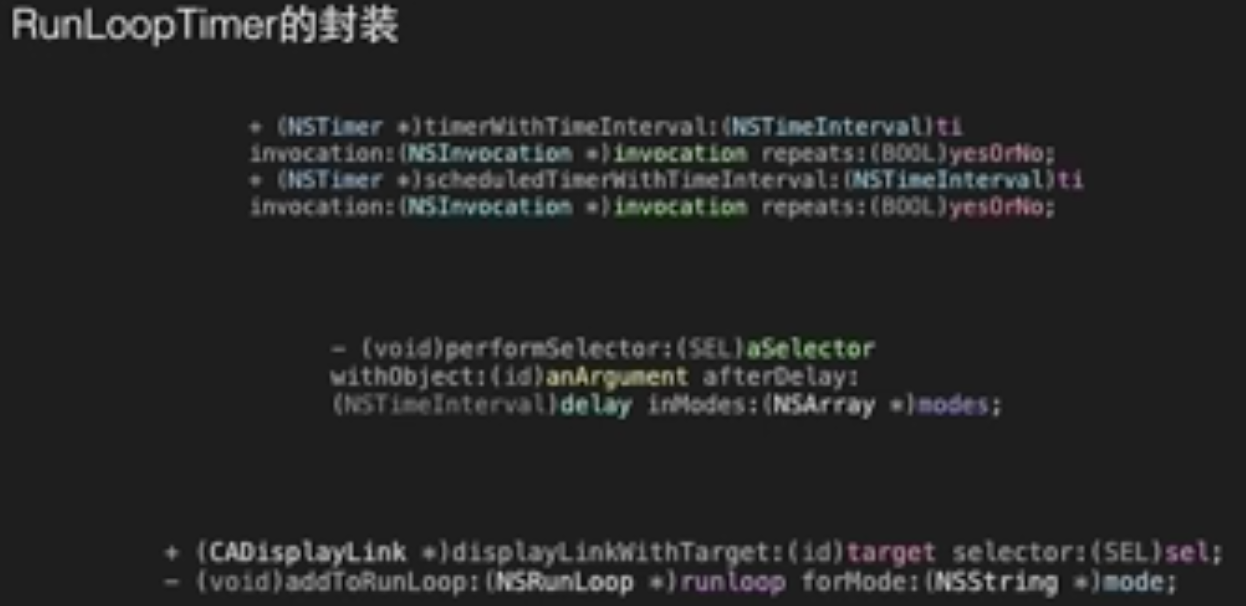 RunLoopTimer的封装
+ (NSTimer *)timerWithTimeInterval:(NSTimeInterval)ti
invocation:(NSInvocation *)invocation repeats:(BOOL)yesOrNo;
+ (NSTimer *)scheduledTimerWithTimeInterval:(NSTimeInterval)ti
invocation:(NSInvocation *)invocation repeats:(BOOL)yesOrNo;
- (void)performSelector:(SEL)aSelector
withObject:(id)anArgument afterDelay:
(NSTimeInterval)delay inModes:(NSArray *)modes;
+ (CADisplayLink *)displayLinkWithTarget:(id)target selector:(SEL)sel;
- (void)addToRunLoop:(NSRunLoop *)runloop forMode:(NSString *)mode;